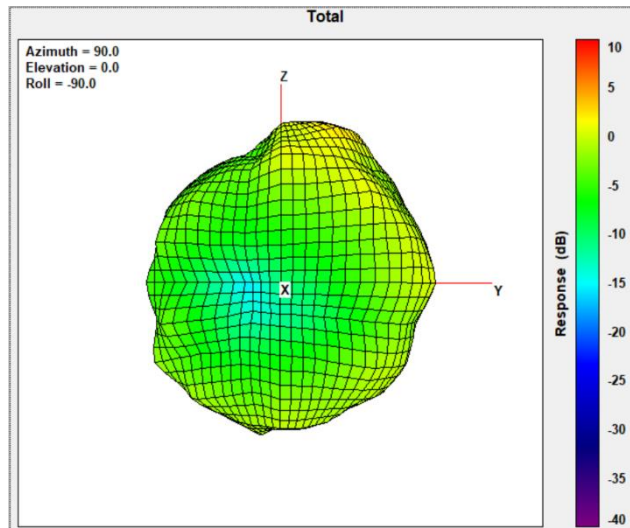 Total
Azimuth = 90.0
Elevation = 0.0
Roll = -90.0
Z
X
Y
Response (dB)
10
5
0
-5
-10
-15
-20
-25
-30
-35
-40